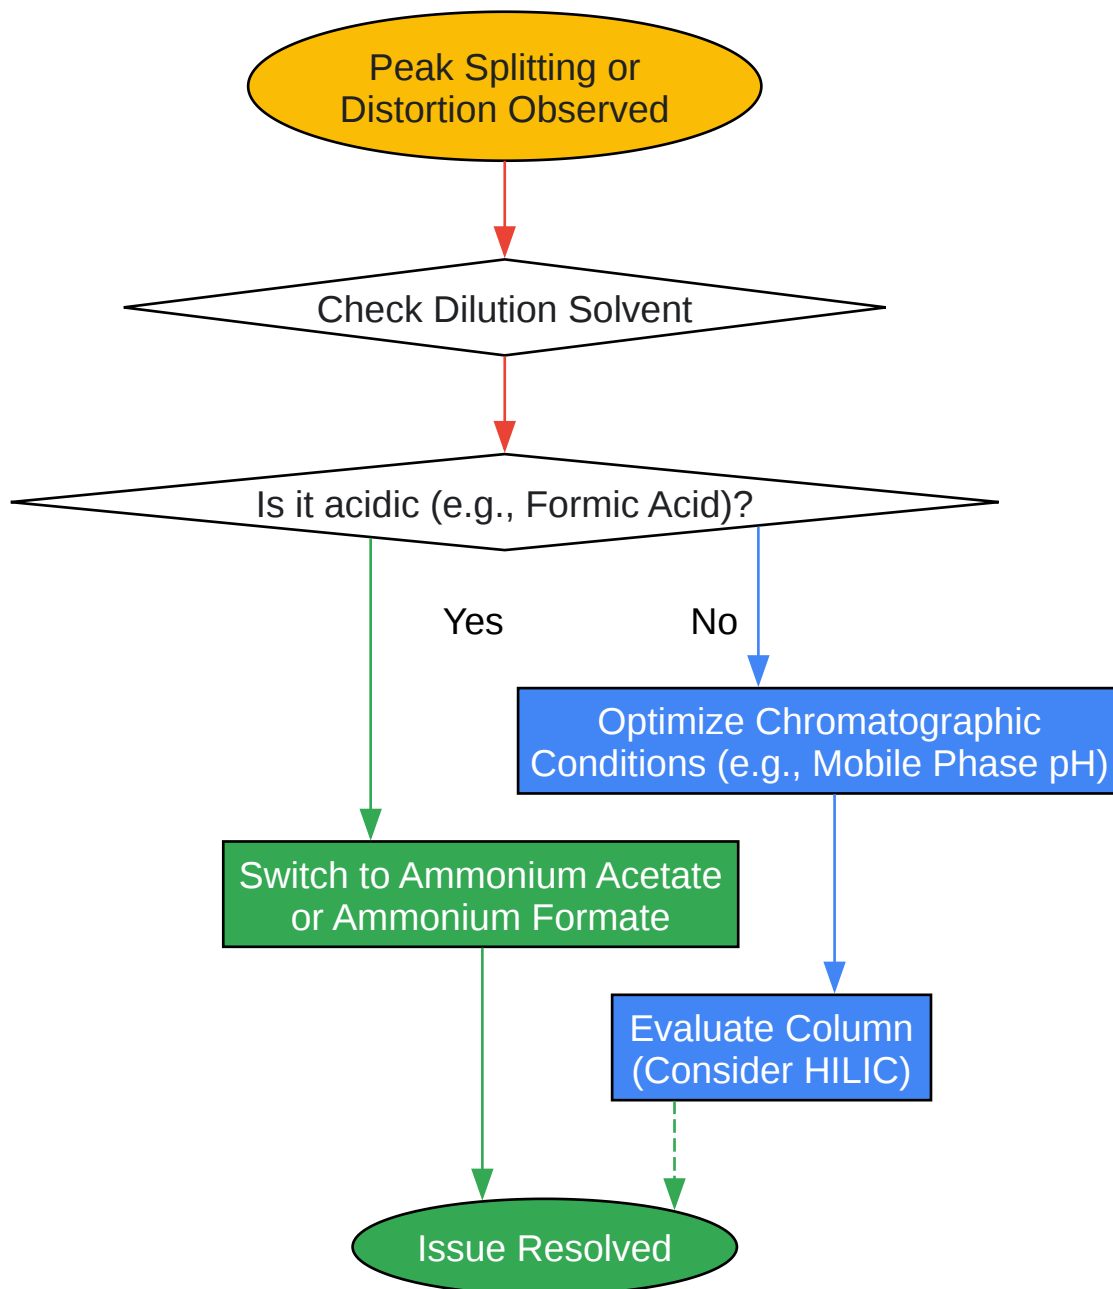 Peak Splitting or
Distortion Observed
Check Dilution Solvent
Is it acidic (e.g., Formic Acid)?
Yes
No
Optimize Chromatographic
Conditions (e.g., Mobile Phase pH)
Switch to Ammonium Acetate
or Ammonium Formate
Evaluate Column
(Consider HILIC)
Issue Resolved